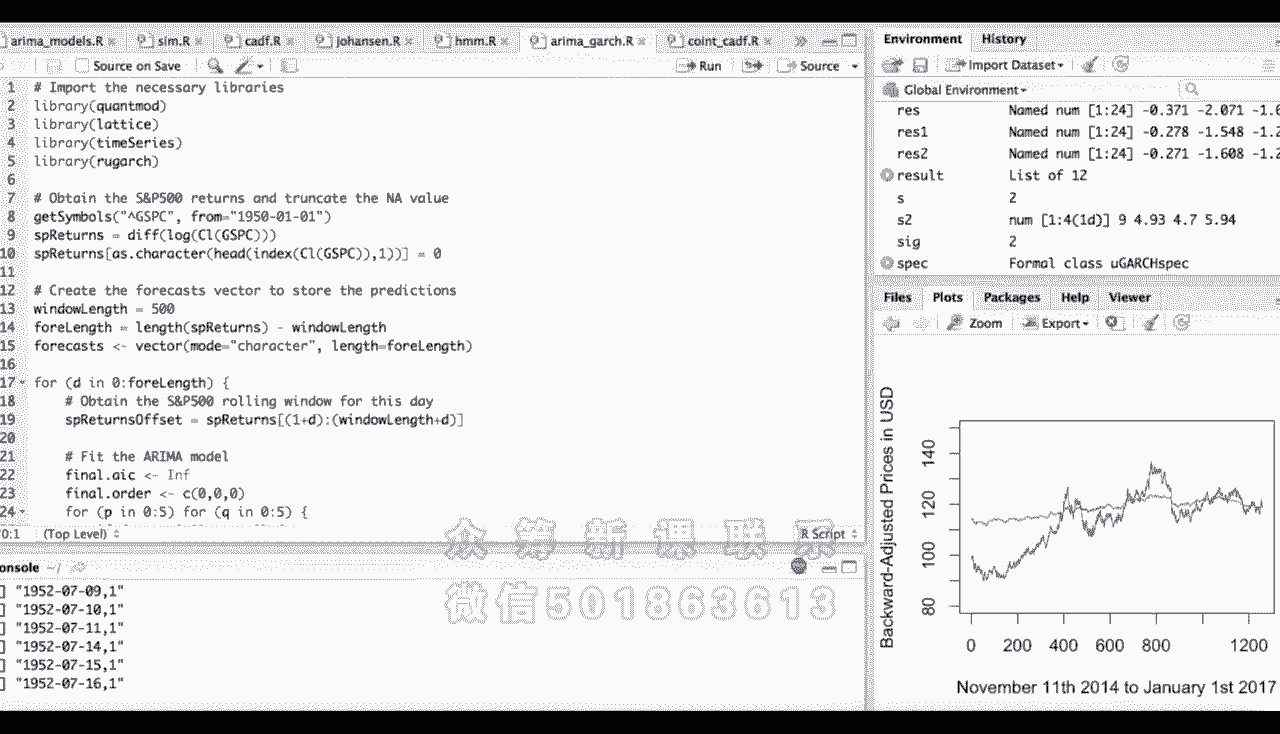 arima_models.R slm.R cadf.R johansen.R hmm.R arima_garch.R coint_cadf.R
Source on Save Run Source
1 # Import the necessary libraries
2 library(quantmod)
3 library(lattice)
4 library(timeSeries)
5 library(rugarch)
6
7 # Obtain the S&P500 returns and truncate the NA value
8 getSymbols("^GSPC", from="1950-01-01")
9 spReturns = diff(log(Cl(GSPC)))
10 spReturns[as.character(head(index(Cl(GSPC)),1))] = 0
11
12 # Create the forecasts vector to store the predictions
13 windowLength = 500
14 foreLength = length(spReturns) - windowLength
15 forecasts <- vector(mode="character", length=foreLength)
16
17 for (d in 0:foreLength) {
18 # Obtain the S&P500 rolling window for this day
19 spReturnsOffset = spReturns[(1+d):(windowLength+d)]
20
21 # Fit the ARIMA model
22 final.aic <- Inf
23 final.order <- c(0,0,0)
24 for (p in 0:5) for (q in 0:5) {
0:1 (Top Level) R Script
onsole ~/
] "1952-07-09,1"
] "1952-07-10,1"
] "1952-07-11,1"
] "1952-07-14,1"
] "1952-07-15,1"
] "1952-07-16,1"
众筹新课联系
微信501863613
Environment History
Import Dataset
Global Environment
res Named num [1:24] -0.371 -2.071 -1.6
res1 Named num [1:24] -0.278 -1.548 -1.2
res2 Named num [1:24] -0.271 -1.608 -1.2
result List of 12
s 2
s2 num [1:4(1d)] 9 4.93 4.7 5.94
sig 2
spec Formal class uGARCHspec
Files Plots Packages Help Viewer
Zoom Export
Backward-Adjusted Prices in USD
140
120
100
80
0 200 400 600 800 1200
November 11th 2014 to January 1st 2017